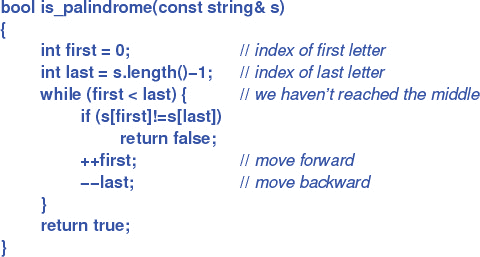 bool is_palindrome(const string& s)
{
int first = 0; // index of first letter
int last = s.length()–1; // index of last letter
while (first < last) { // we haven’t reached the middle
if (s[first]!=s[last])
return false;
++first; // move forward
––last; // move backward
}
return true;
}